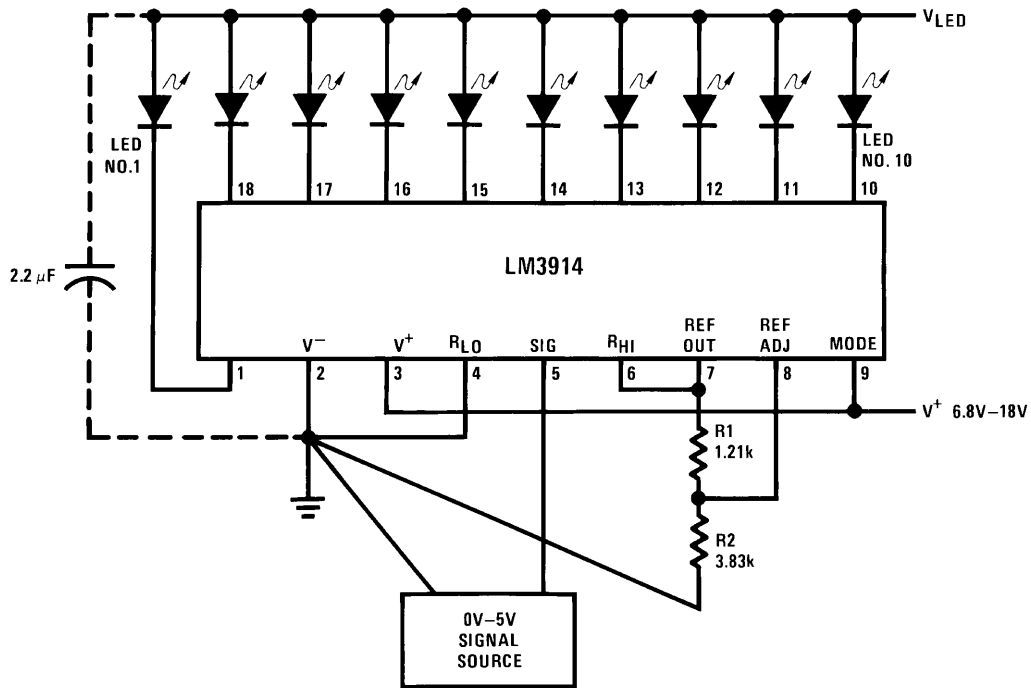 V_LED
LED
NO.1
LED
NO. 10
18
17
16
15
14
13
12
11
10
2.2 μF
LM3914
V⁻
V⁺
R_LO
SIG
R_HI
REF
OUT
REF
ADJ
MODE
1
2
3
4
5
6
7
8
9
V⁺ 6.8V–18V
R1
1.21k
R2
3.83k
0V–5V
SIGNAL
SOURCE